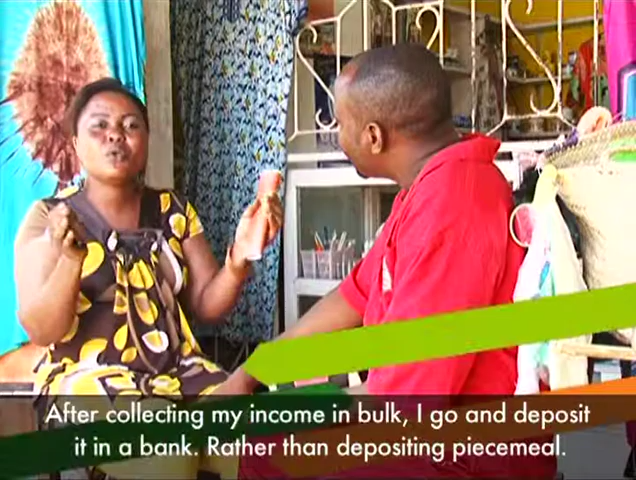 After collecting my income in bulk, I go and deposit
it in a bank. Rather than depositing piecemeal.